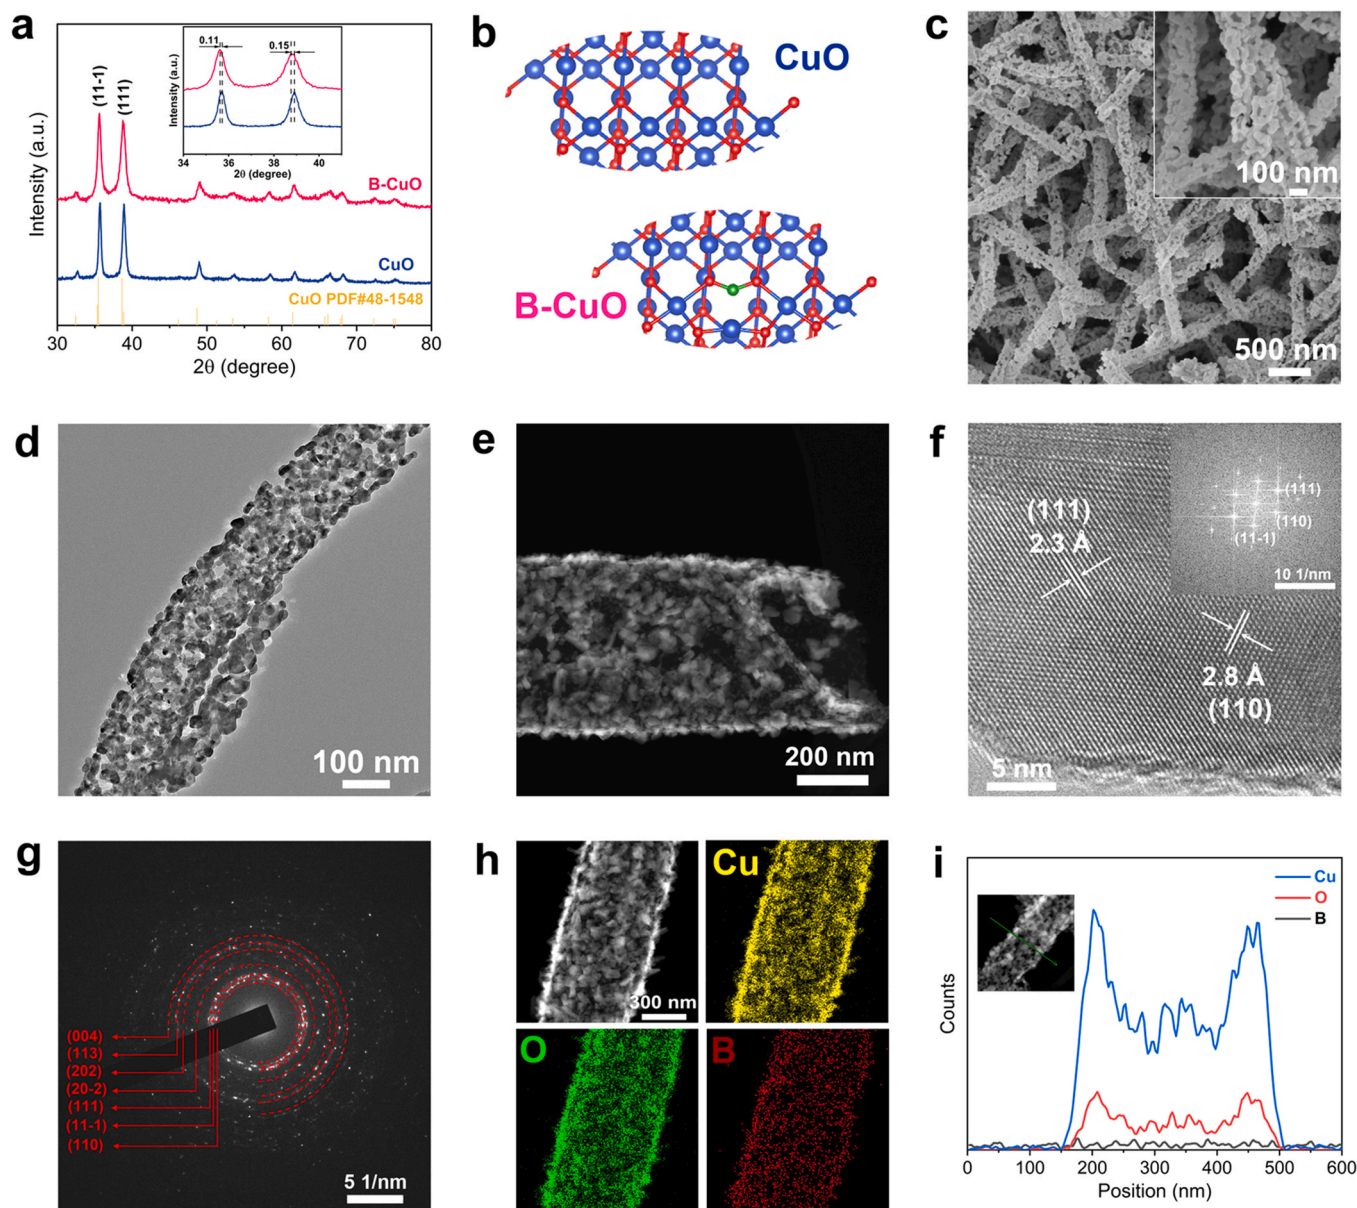 a
Intensity (a.u.)
(11-1)
(111)
Intensity (a.u.)
0.11
0.15
34 36 38 40
2θ (degree)
B-CuO
CuO
CuO PDF#48-1548
30 40 50 60 70 80
2θ (degree)
b
CuO
B-CuO
c
100 nm
500 nm
d
100 nm
e
200 nm
f
(111)
2.3 Å
(111)
(110)
(11-1)
10 1/nm
2.8 Å
(110)
5 nm
g
(004)
(113)
(202)
(20-2)
(111)
(11-1)
(110)
5 1/nm
h
300 nm
Cu
O
B
i
Counts
Cu
O
B
0 100 200 300 400 500 600
Position (nm)